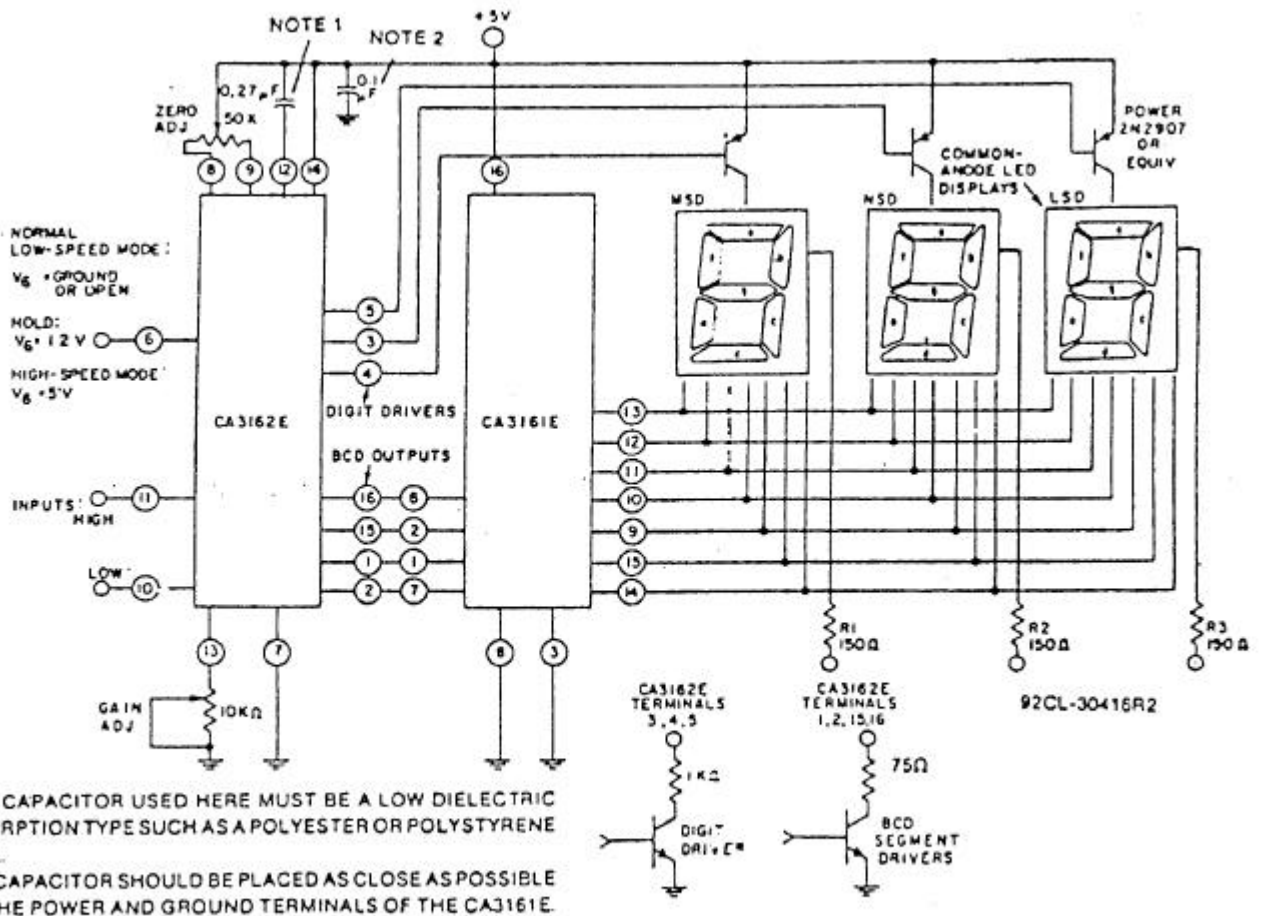 +5V
NOTE 1
NOTE 2
0.27µF
0.1
µF
ZERO
ADJ
50K
8
9
12
14
16
POWER
2N2907
OR
EQUIV
COMMON-
ANODE LED
DISPLAYS
MSD
NSD
LSD
NORMAL
LOW-SPEED MODE:
V6 = GROUND
OR OPEN
HOLD:
V6 = 1.2 V
6
HIGH-SPEED MODE:
V6 = 5V
5
3
4
DIGIT DRIVERS
CA3162E
CA3161E
BCD OUTPUTS
INPUTS:
HIGH
11
LOW
10
16
6
15
2
1
1
2
7
13
12
11
10
9
15
14
13
7
8
3
GAIN
ADJ
10KΩ
R1
150Ω
R2
150Ω
R3
150Ω
92CL-30416R2
CA3162E
TERMINALS
3,4,5
1KΩ
DIGIT
DRIVER
CA3162E
TERMINALS
1,2,15,16
75Ω
BCD
SEGMENT
DRIVERS
CAPACITOR USED HERE MUST BE A LOW DIELECTRIC
RPTION TYPE SUCH AS A POLYESTER OR POLYSTYRENE
CAPACITOR SHOULD BE PLACED AS CLOSE AS POSSIBLE
HE POWER AND GROUND TERMINALS OF THE CA3161E.